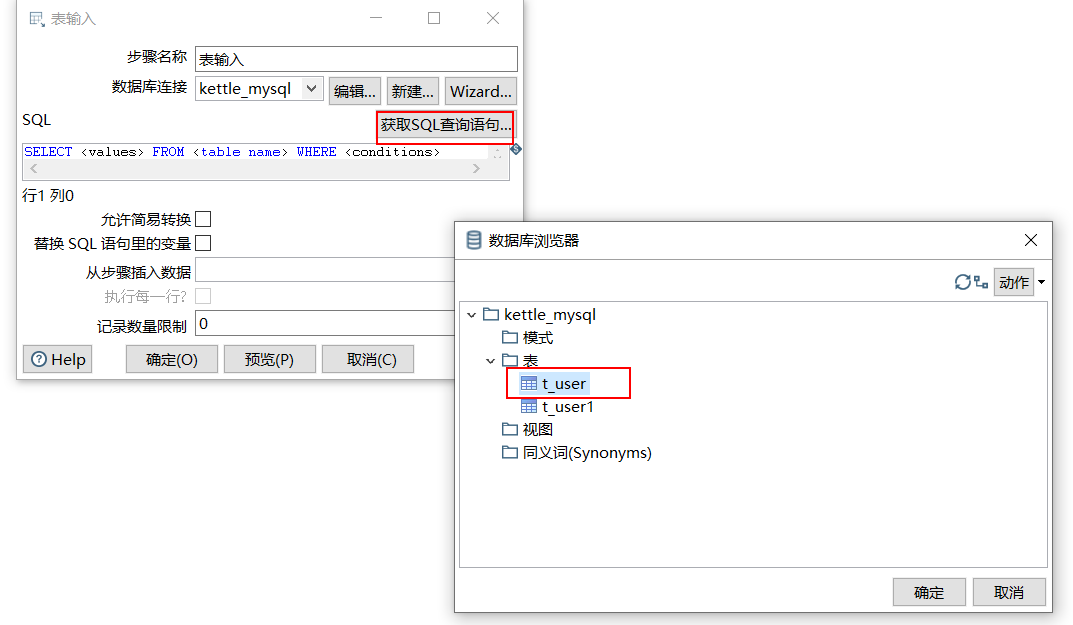 表输入
步骤名称 表输入
数据库连接 kettle_mysql 编辑... 新建... Wizard...
SQL 获取SQL查询语句...
SELECT <values> FROM <table name> WHERE <conditions>
行1 列0
允许简易转换
替换 SQL 语句里的变量
从步骤插入数据
执行每一行?
记录数量限制 0
Help 确定(O) 预览(P) 取消(C)
数据库浏览器
动作
kettle_mysql
模式
表
t_user
t_user1
视图
同义词(Synonyms)
确定 取消